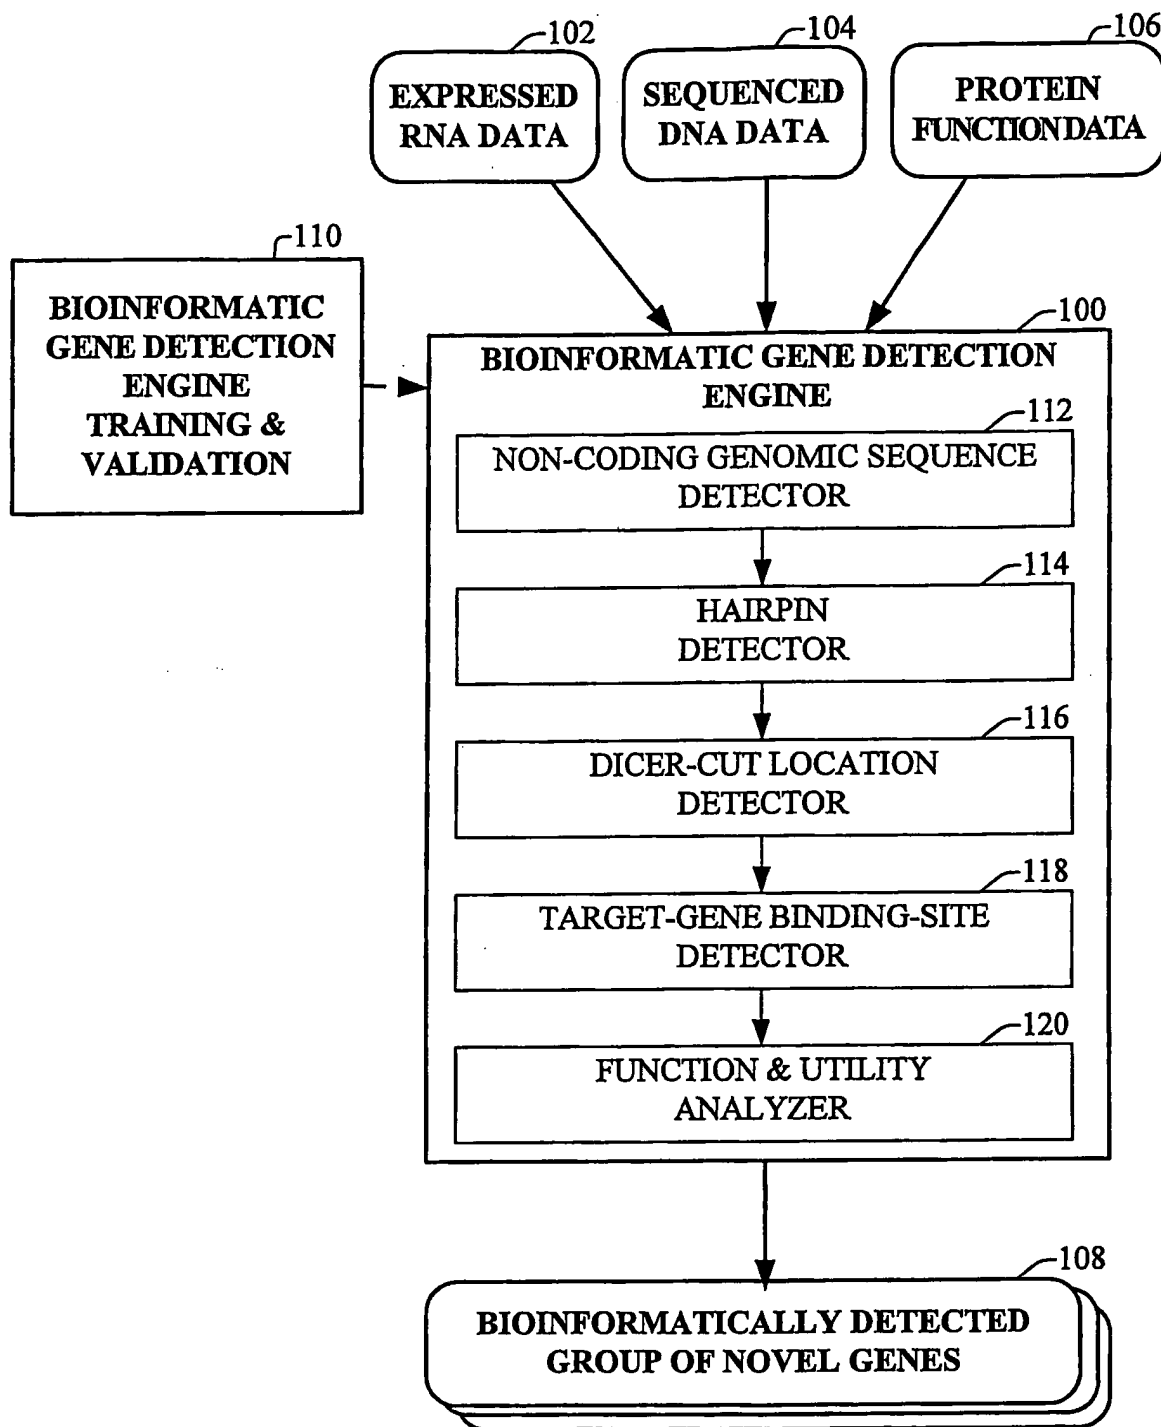 102
104
106
EXPRESSED
RNA DATA
SEQUENCED
DNA DATA
PROTEIN
FUNCTION DATA
110
BIOINFORMATIC
GENE DETECTION
ENGINE
TRAINING &
VALIDATION
100
BIOINFORMATIC GENE DETECTION
ENGINE
112
NON-CODING GENOMIC SEQUENCE
DETECTOR
114
HAIRPIN
DETECTOR
116
DICER-CUT LOCATION
DETECTOR
118
TARGET-GENE BINDING-SITE
DETECTOR
120
FUNCTION & UTILITY
ANALYZER
108
BIOINFORMATICALLY DETECTED
GROUP OF NOVEL GENES